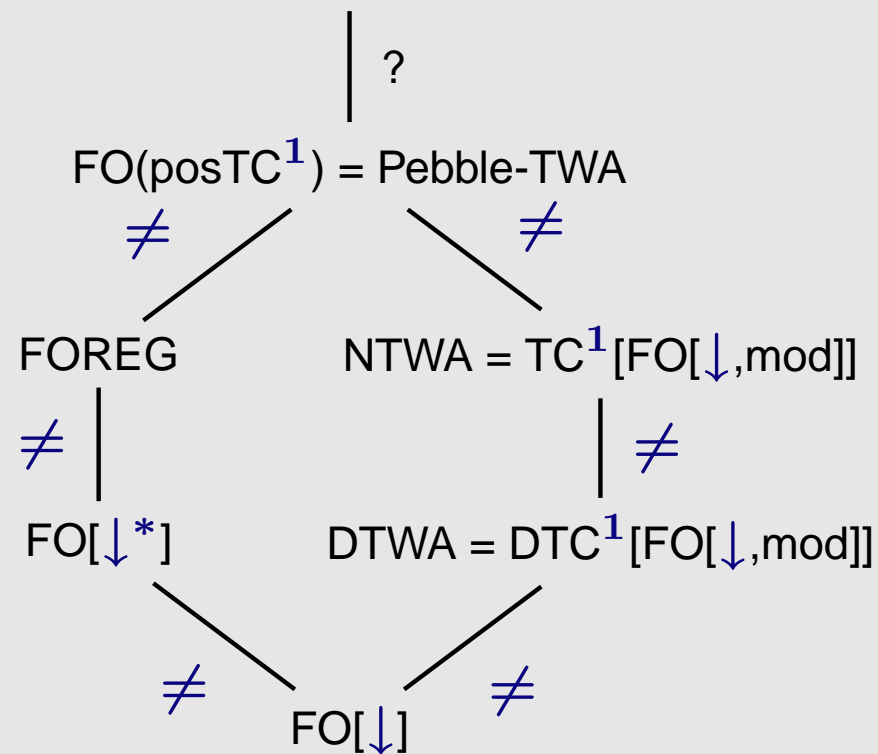 ?
FO(posTC¹) = Pebble-TWA
≠ ≠
FOREG NTWA = TC¹[FO[↓,mod]]
≠ ≠
FO[↓*] DTWA = DTC¹[FO[↓,mod]]
≠ ≠
FO[↓]